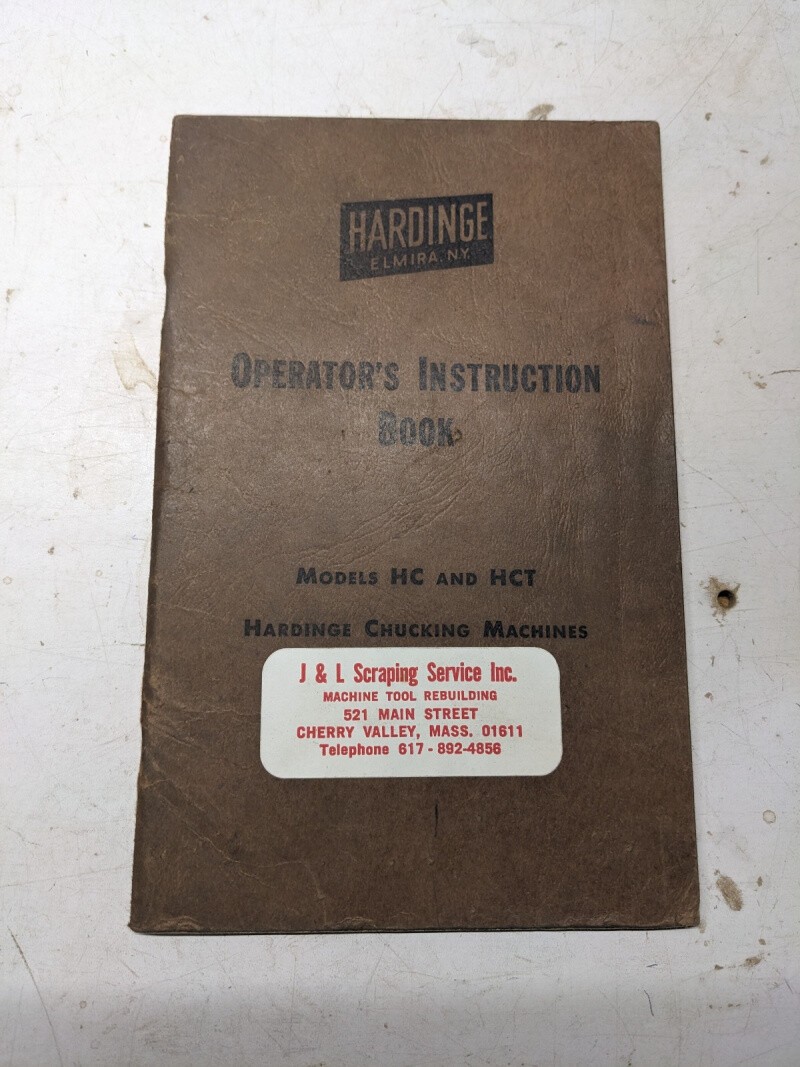 HARDINGE
ELMIRA, N.Y.
OPERATOR'S INSTRUCTION
BOOK
MODELS HC AND HCT
HARDINGE CHUCKING MACHINES
J & L Scraping Service Inc.
MACHINE TOOL REBUILDING
521 MAIN STREET
CHERRY VALLEY, MASS. 01611
Telephone 617-892-4856